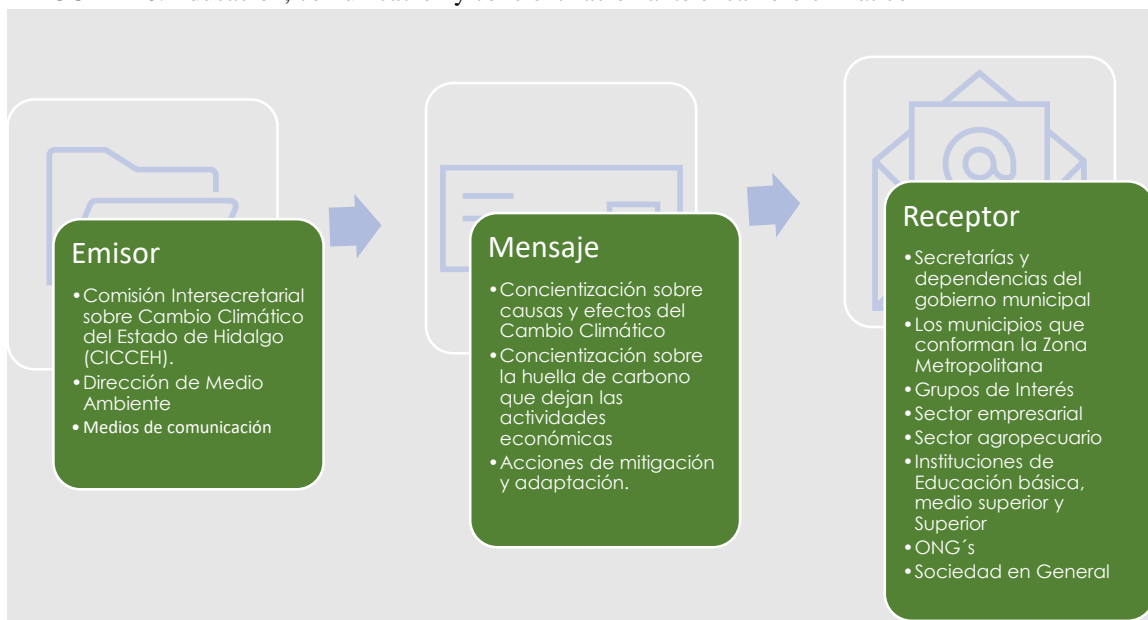 Emisor
•Comisión Intersecretarial
sobre Cambio Climático
del Estado de Hidalgo
(CICCEH).
•Dirección de Medio
Ambiente
•Medios de comunicación
Mensaje
•Concientización sobre
causas y efectos del
Cambio Climático
•Concientización sobre
la huella de carbono
que dejan las
actividades
económicas
•Acciones de mitigación
y adaptación.
Receptor
•Secretarías y
dependencias del
gobierno municipal
•Los municipios que
conforman la Zona
Metropolitana
•Grupos de Interés
•Sector empresarial
•Sector agropecuario
•Instituciones de
Educación básica,
medio superior y
Superior
•ONG´s
•Sociedad en General